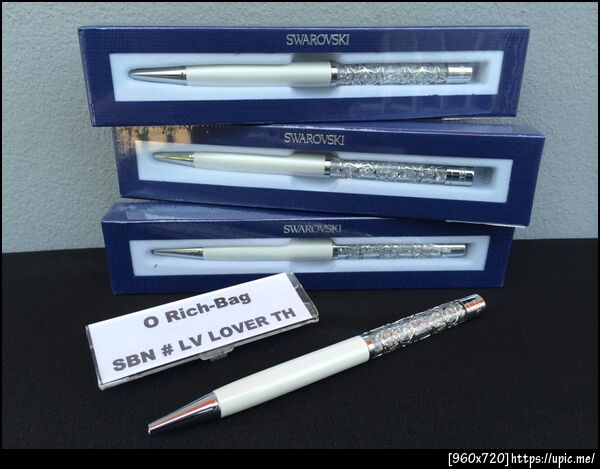 SWAROVSKI
SWAROVSKI
SWAROVSKI
O Rich-Bag
SBN # LV LOVER TH
[960x720]https://upic.me/